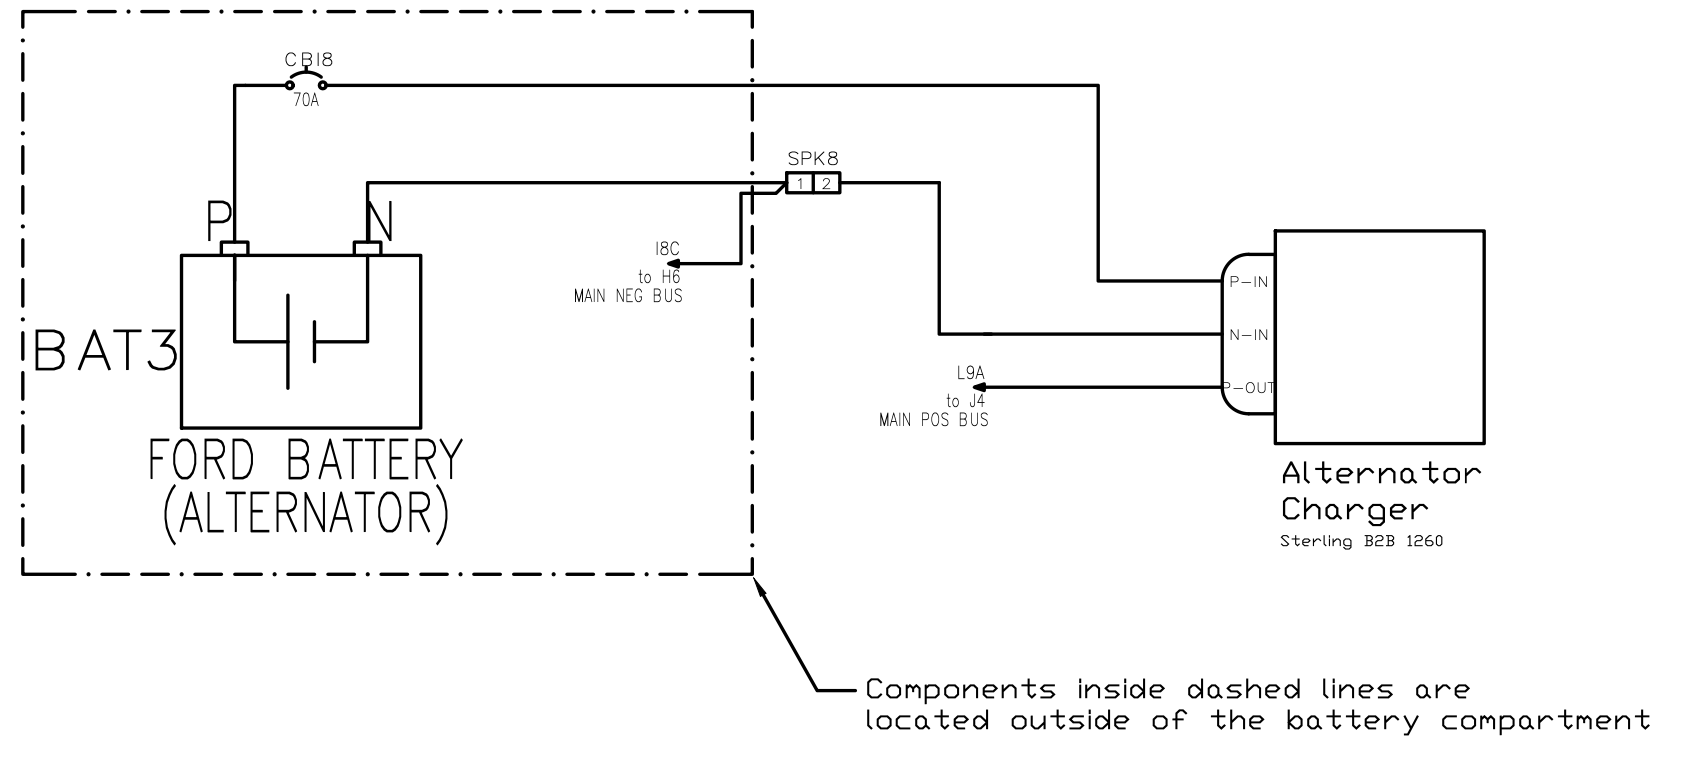 CB18
70A
SPK8
1 2
P N
18C
to H6
MAIN NEG BUS
P-IN
N-IN
BAT3
L9A
P-OUT
to J4
MAIN POS BUS
FORD BATTERY
(ALTERNATOR)
Alternator
Charger
Sterling B2B 1260
Components inside dashed lines are
located outside of the battery compartment